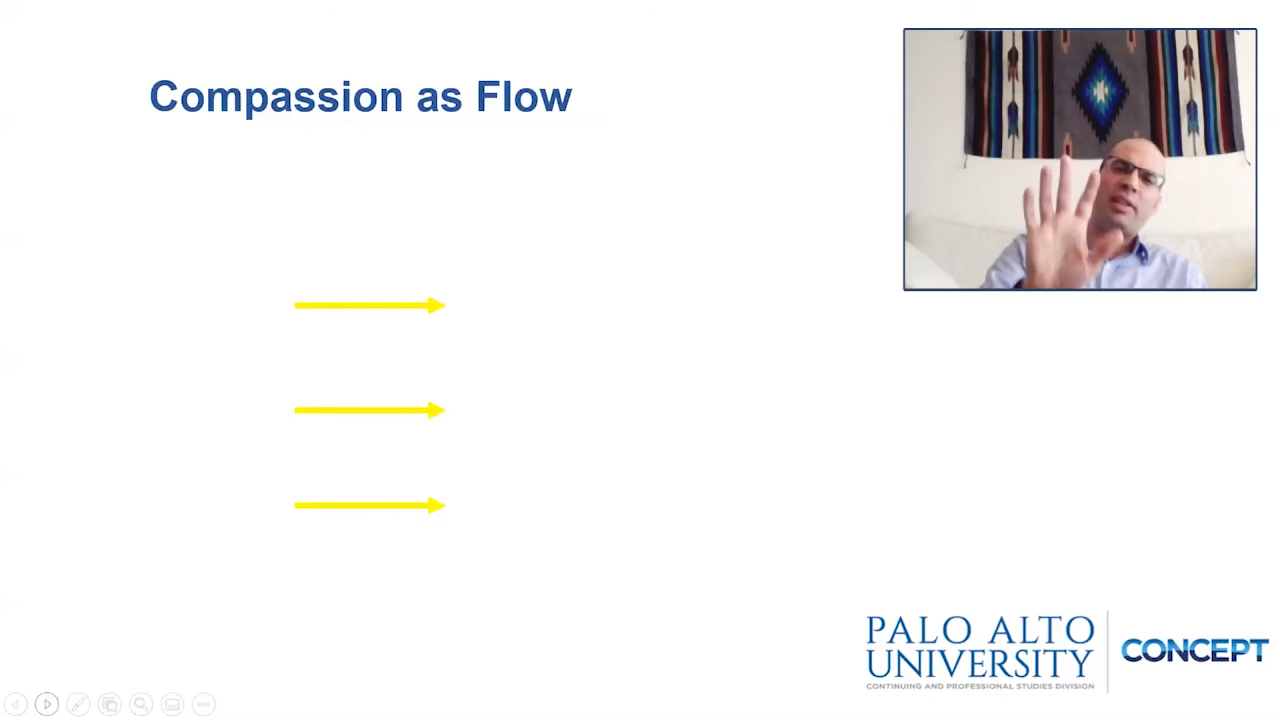 Compassion as Flow
PALO ALTO
UNIVERSITY
CONTINUING AND PROFESSIONAL STUDIES DIVISION
CONCEPT